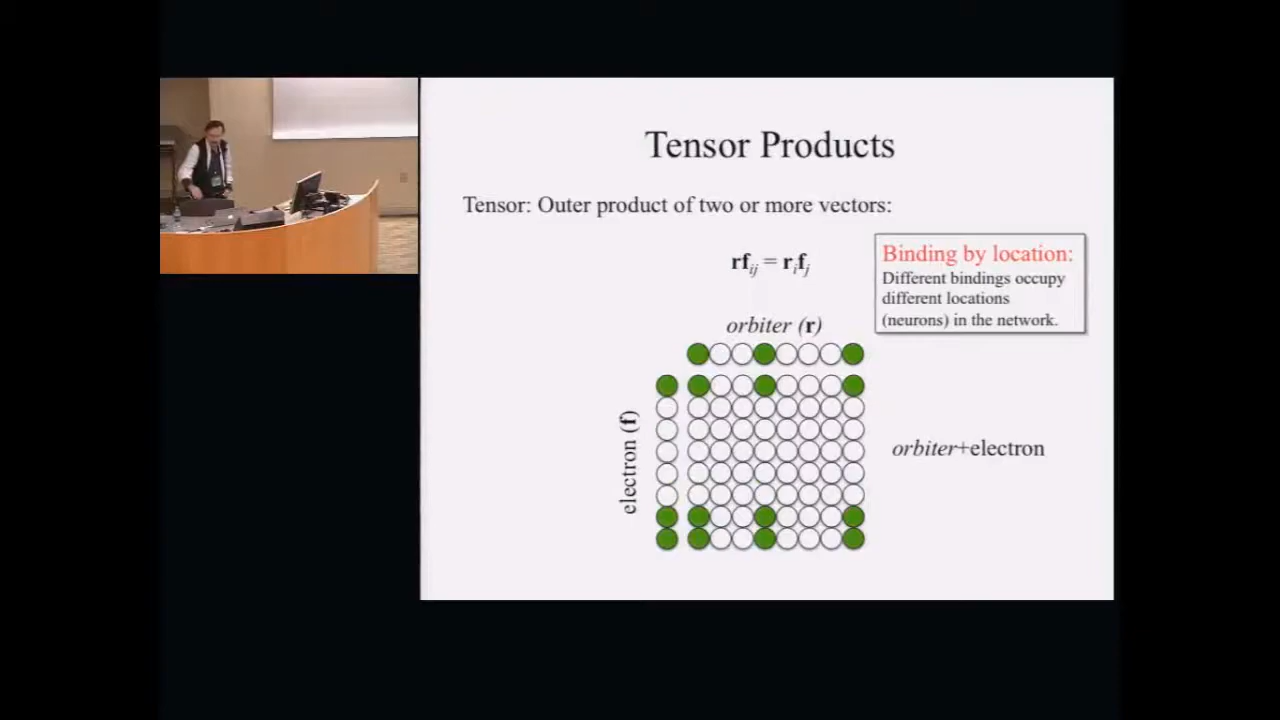 Tensor Products
Tensor: Outer product of two or more vectors:
rf_ij = r_i f_j
Binding by location:
Different bindings occupy
different locations
(neurons) in the network.
orbiter (r)
electron (f)
orbiter+electron